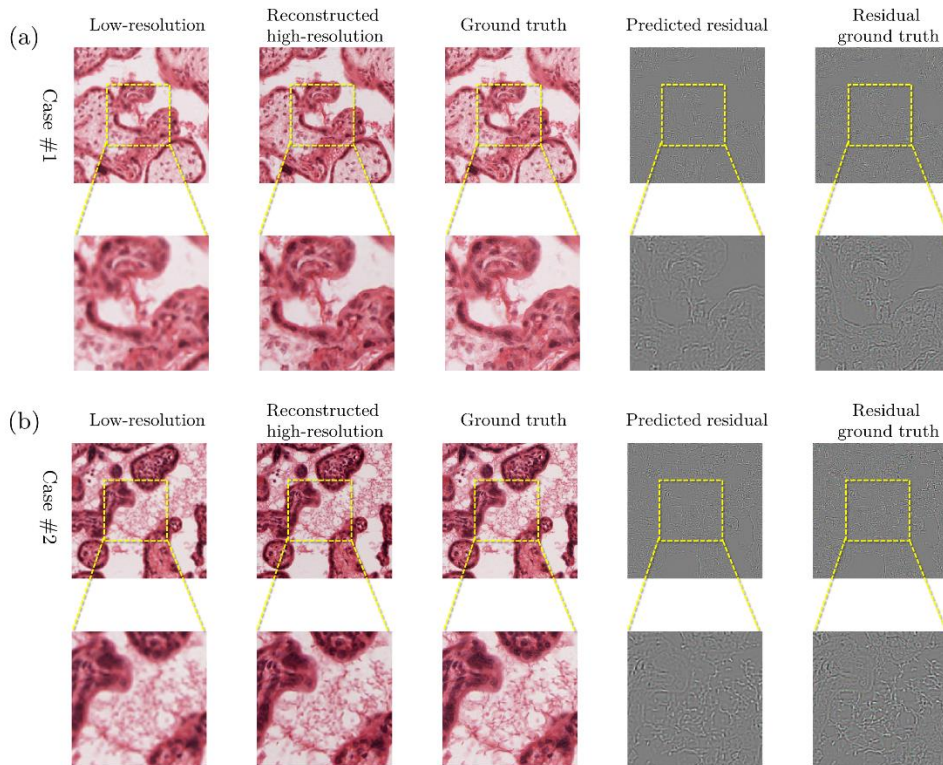 (a)
Low-resolution
Reconstructed
high-resolution
Ground truth
Predicted residual
Residual
ground truth
Case #1
(b)
Low-resolution
Reconstructed
high-resolution
Ground truth
Predicted residual
Residual
ground truth
Case #2